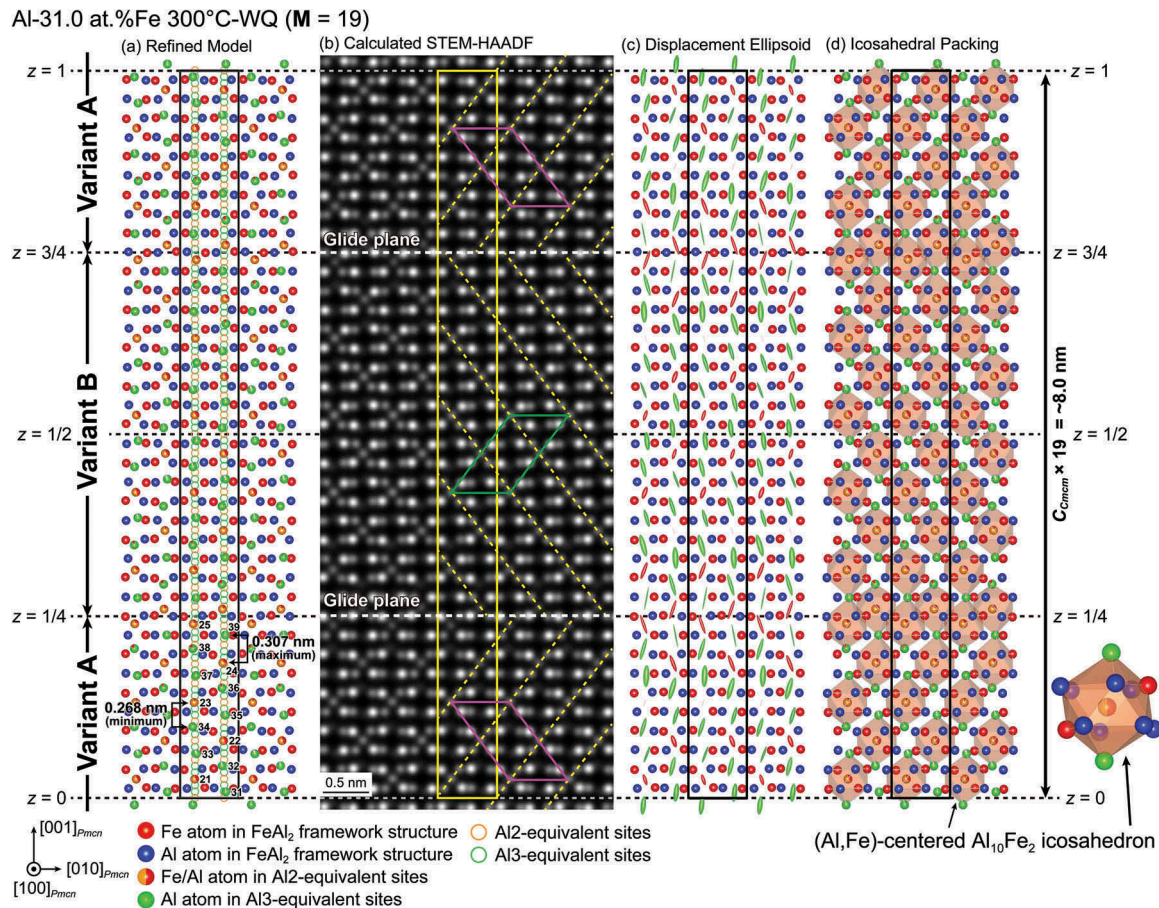 Al-31.0 at.%Fe 300°C-WQ (M = 19)
(a) Refined Model
(b) Calculated STEM-HAADF
(c) Displacement Ellipsoid
(d) Icosahedral Packing
z = 1
z = 1
Variant A
Glide plane
z = 3/4
z = 3/4
Variant B
z = 1/2
z = 1/2
C_Cmcm × 19 = ~8.0 nm
Glide plane
z = 1/4
z = 1/4
Variant A
25
39
38
0.307 nm
(maximum)
24
37
36
0.268 nm
(minimum)
23
35
34
22
33
32
21
31
0.5 nm
z = 0
z = 0
[001]Pmcn
[010]Pmcn
[100]Pmcn
Fe atom in FeAl₂ framework structure
Al atom in FeAl₂ framework structure
Fe/Al atom in Al2-equivalent sites
Al atom in Al3-equivalent sites
Al2-equivalent sites
Al3-equivalent sites
(Al,Fe)-centered Al₁₀Fe₂ icosahedron